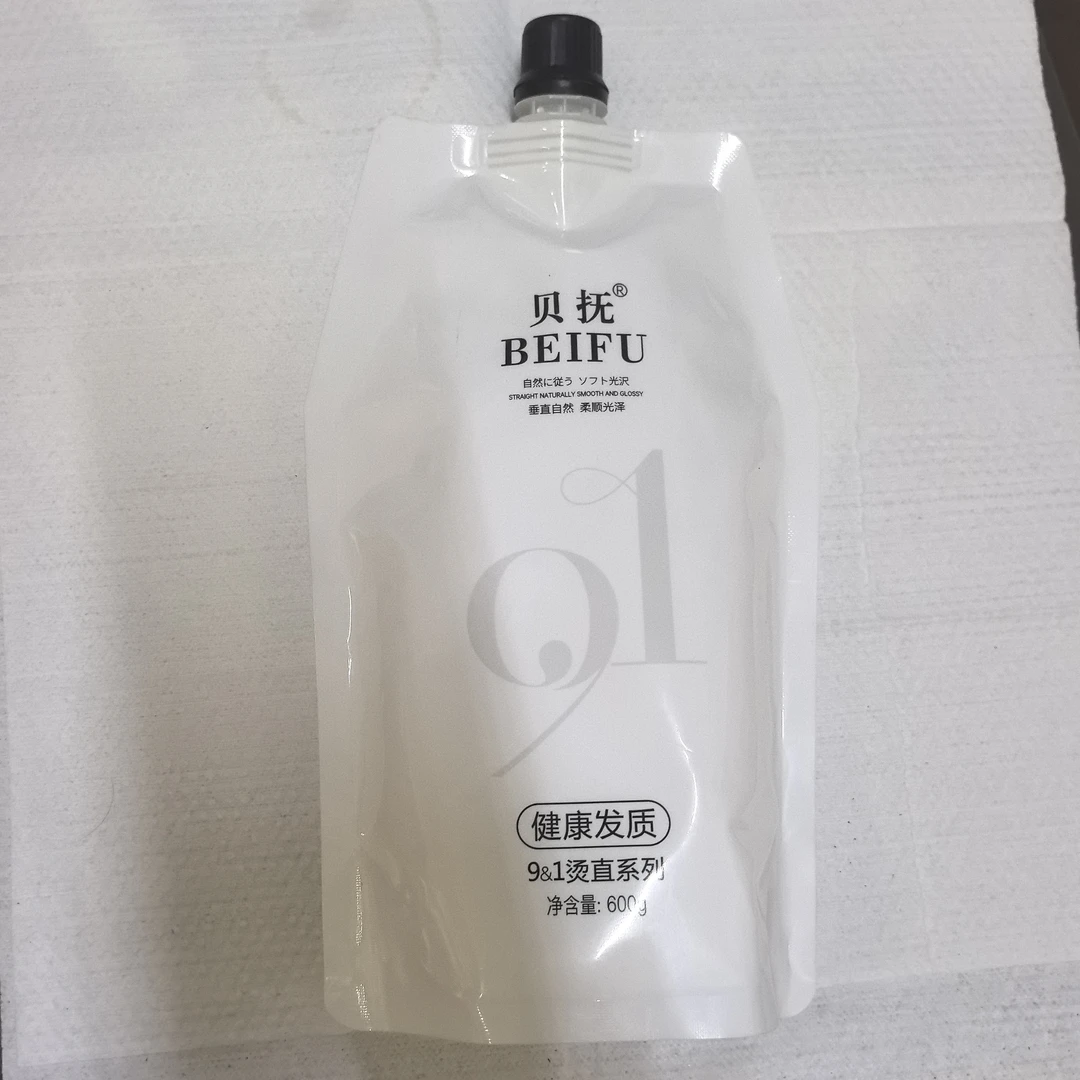 贝抚®
BEIFU
自然に従う ソフト光沢
STRAIGHT NATURALLY SMOOTH AND GLOSSY
垂直自然 柔顺光泽
91
健康发质
9&1烫直系列
净含量: 600g